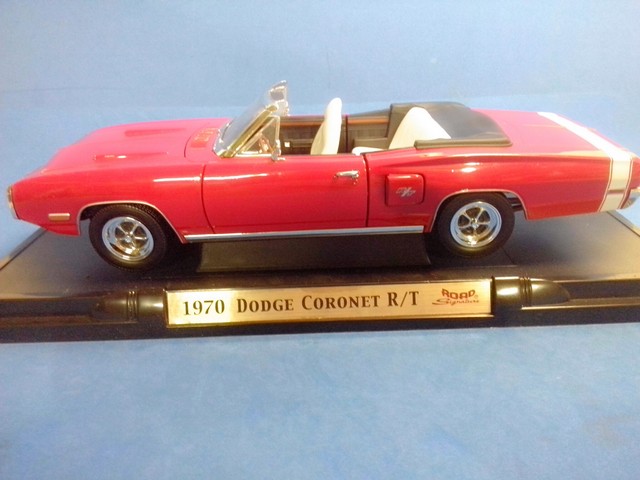 R/T
1970 DODGE CORONET R/T
ROAD
Signature